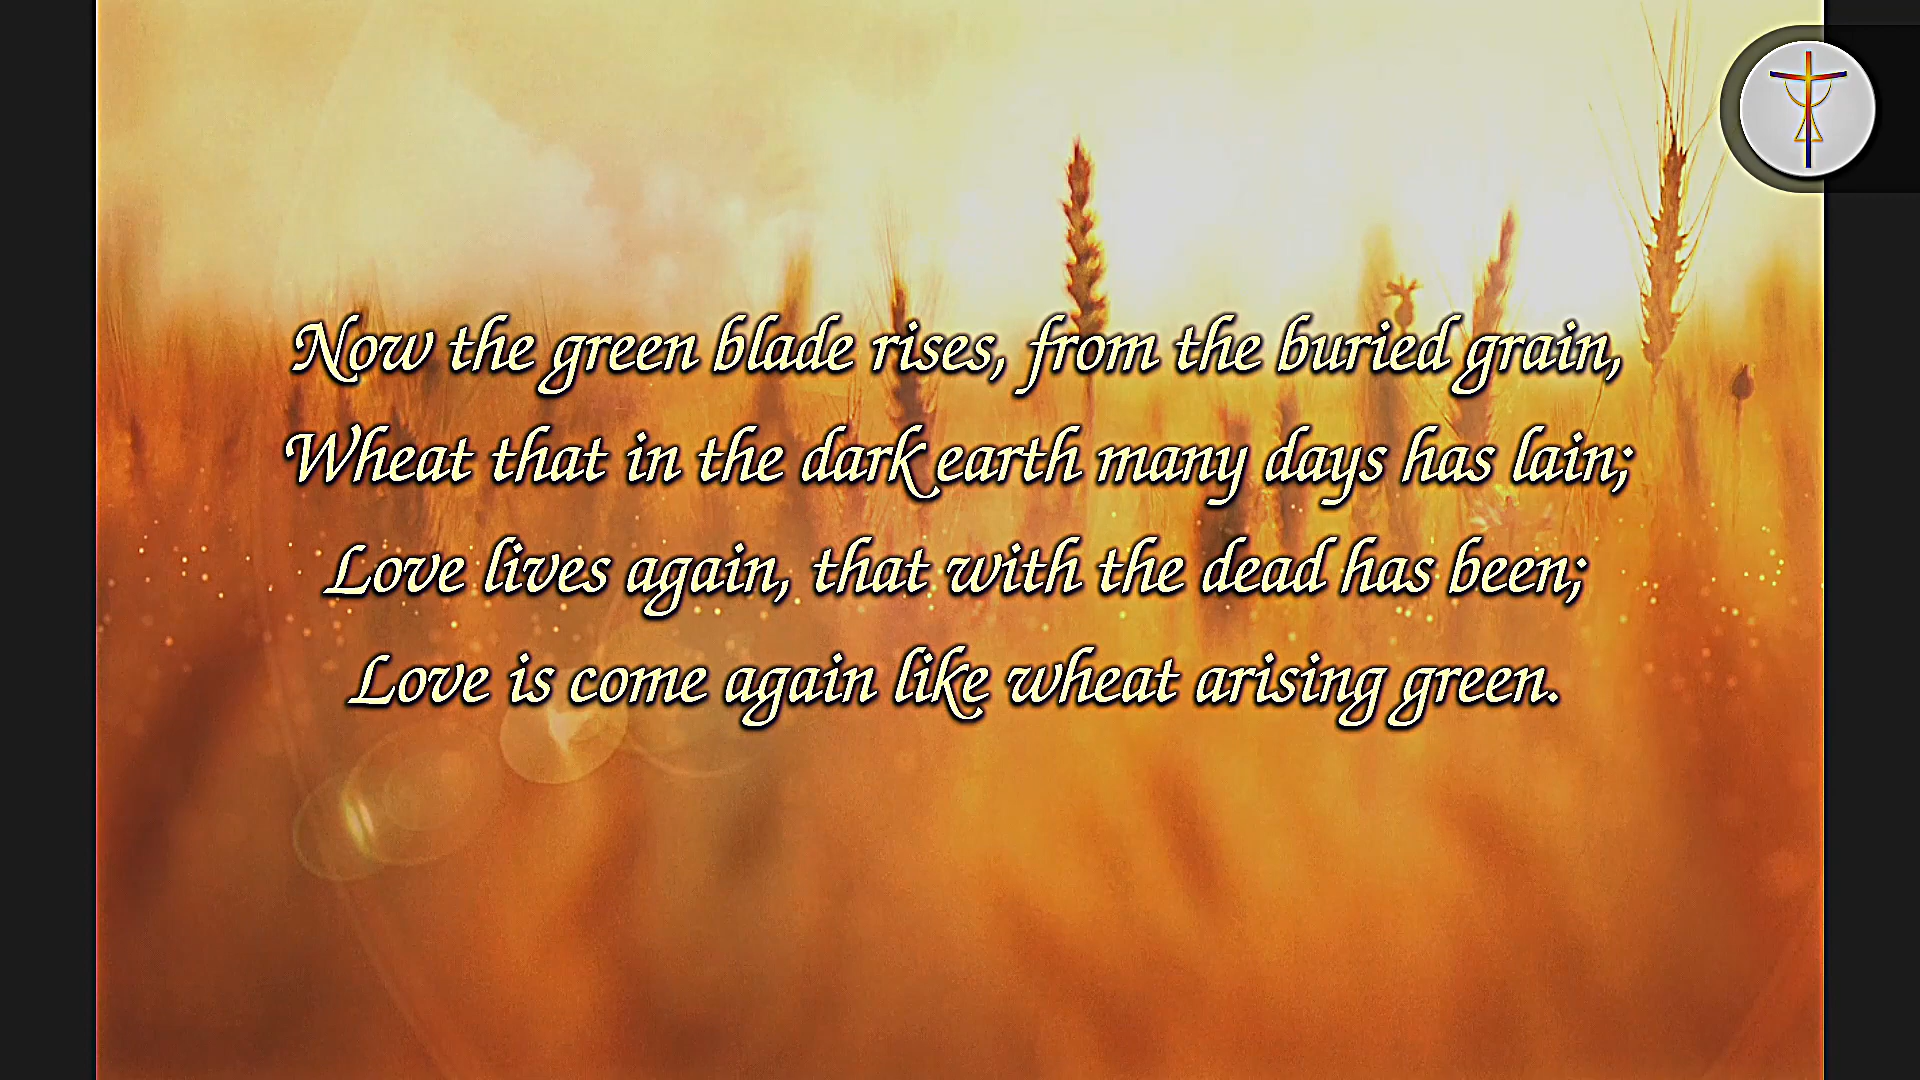 Now the green blade rises, from the buried grain,
Wheat that in the dark earth many days has lain;
Love lives again, that with the dead has been;
Love is come again like wheat arising green.